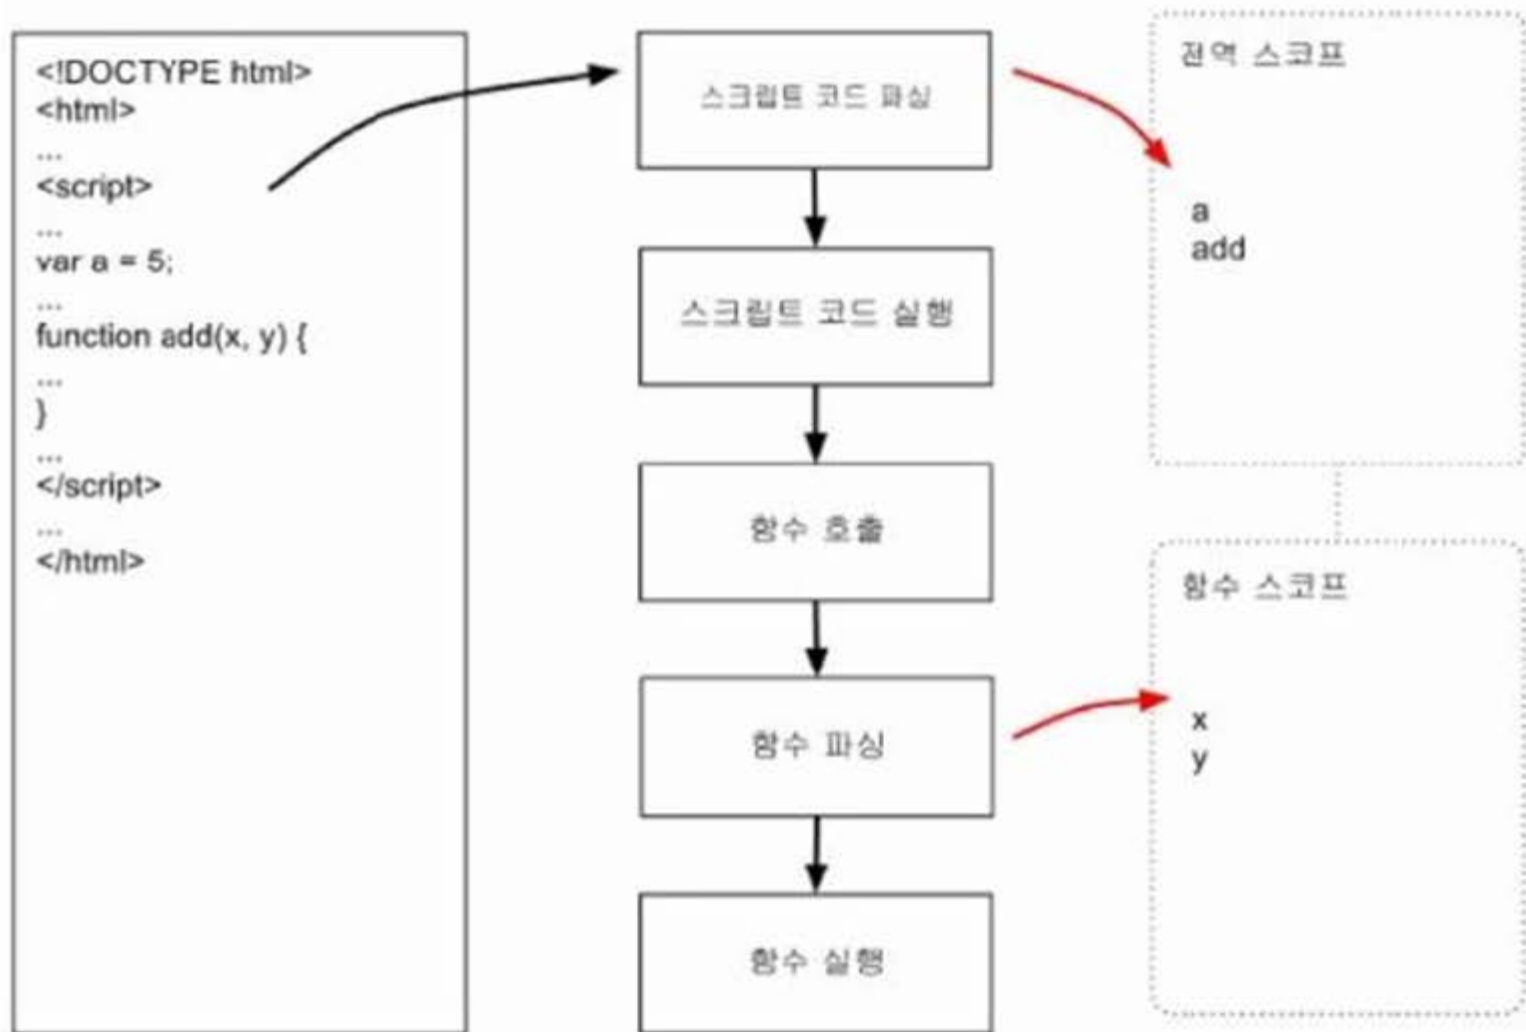 <!DOCTYPE html>
<html>
...
<script>
...
var a = 5;
...
function add(x, y) {
...
}
...
</script>
...
</html>
스크립트 코드 파싱
스크립트 코드 실행
함수 호출
함수 파싱
함수 실행
전역 스코프
a
add
함수 스코프
x
y